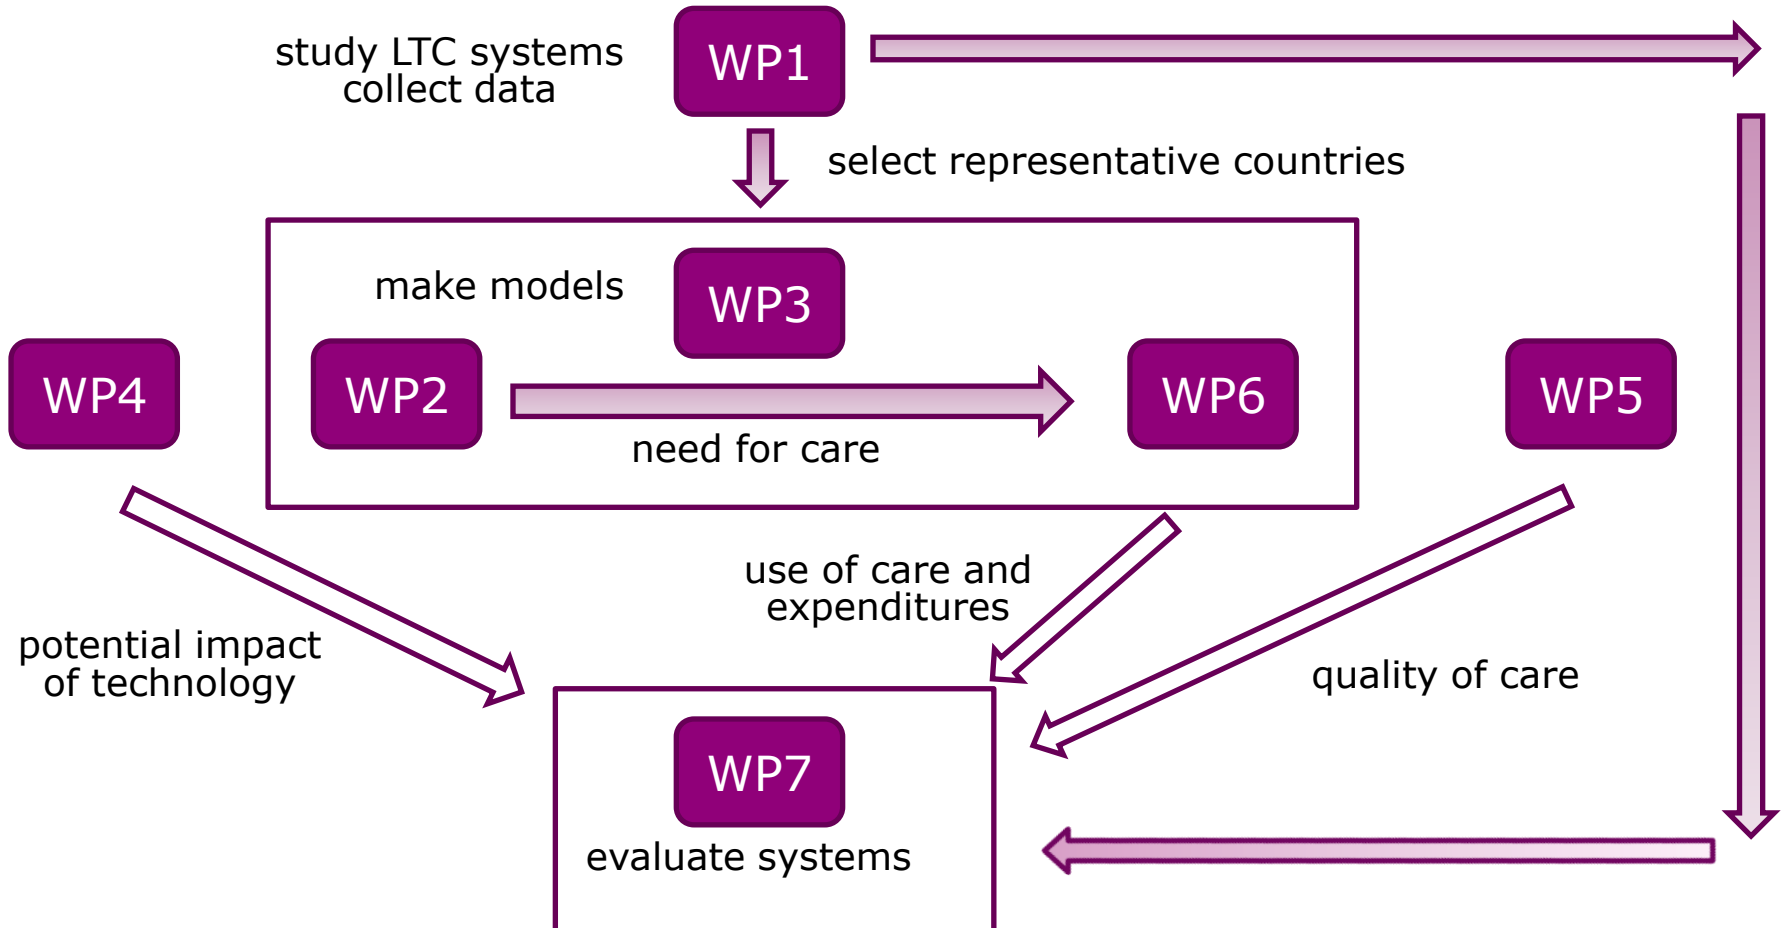 study LTC systems
collect data
WP1
select representative countries
make models
WP3
WP4
WP2
WP6
WP5
need for care
use of care and
expenditures
potential impact
of technology
quality of care
WP7
evaluate systems